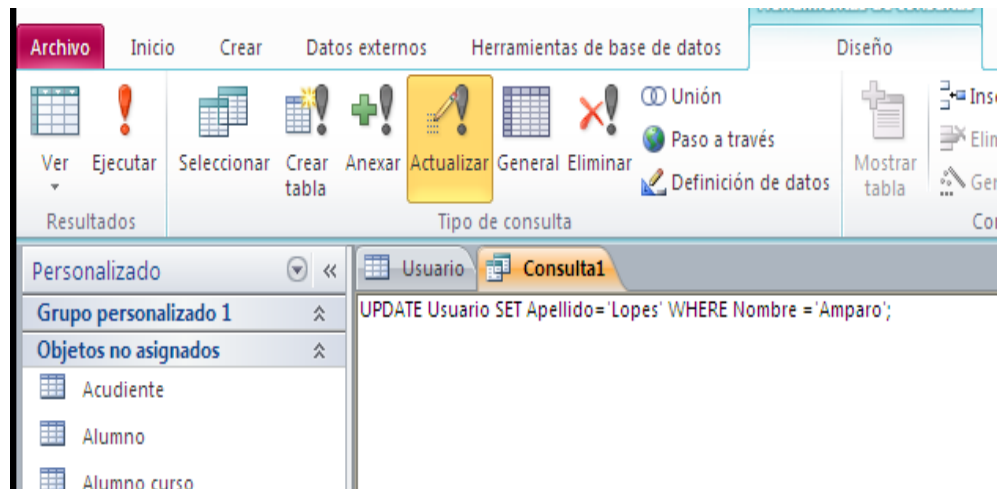 Archivo Inicio Crear Datos externos Herramientas de base de datos Diseño
Ver Ejecutar Seleccionar Crear tabla Anexar Actualizar General Eliminar
Unión
Paso a través
Definición de datos
Mostrar tabla
Resultados Tipo de consulta
Personalizado
Usuario Consulta1
Grupo personalizado 1
UPDATE Usuario SET Apellido='Lopes' WHERE Nombre ='Amparo';
Objetos no asignados
Acudiente
Alumno
Alumno curso